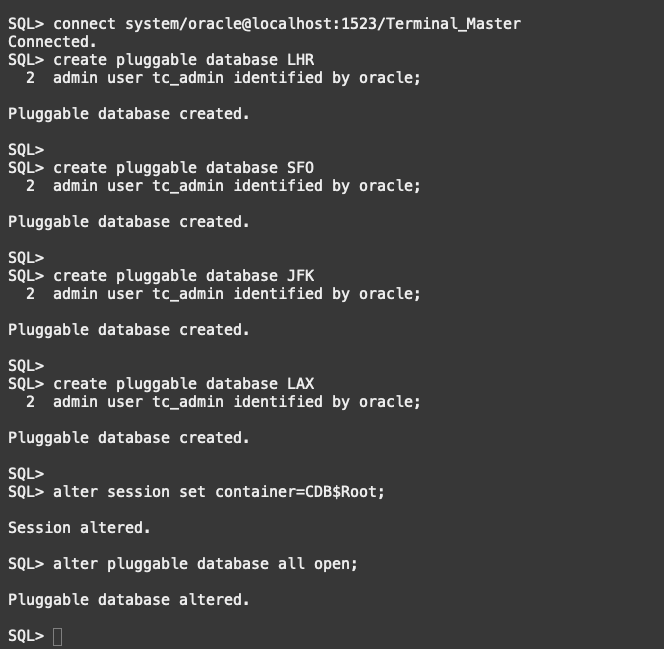 SQL> connect system/oracle@localhost:1523/Terminal_Master
Connected.
SQL> create pluggable database LHR
  2  admin user tc_admin identified by oracle;

Pluggable database created.

SQL>
SQL> create pluggable database SFO
  2  admin user tc_admin identified by oracle;

Pluggable database created.

SQL>
SQL> create pluggable database JFK
  2  admin user tc_admin identified by oracle;

Pluggable database created.

SQL>
SQL> create pluggable database LAX
  2  admin user tc_admin identified by oracle;

Pluggable database created.

SQL>
SQL> alter session set container=CDB$Root;

Session altered.

SQL> alter pluggable database all open;

Pluggable database altered.

SQL>